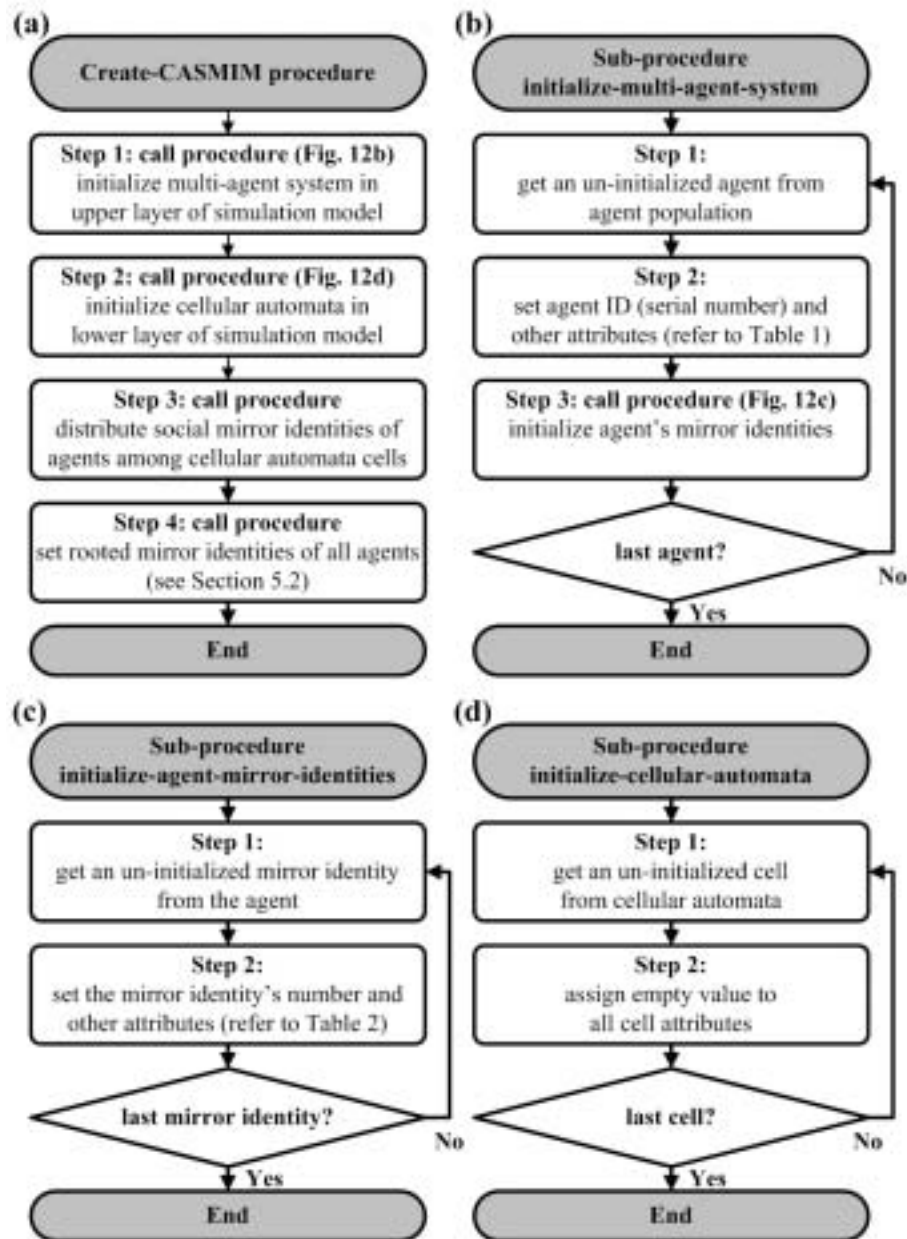 (a)
Create-CASMIM procedure
Step 1: call procedure (Fig. 12b)
initialize multi-agent system in
upper layer of simulation model
Step 2: call procedure (Fig. 12d)
initialize cellular automata in
lower layer of simulation model
Step 3: call procedure
distribute social mirror identities of
agents among cellular automata cells
Step 4: call procedure
set rooted mirror identities of all agents
(see Section 5.2)
End
(b)
Sub-procedure
initialize-multi-agent-system
Step 1:
get an un-initialized agent from
agent population
Step 2:
set agent ID (serial number) and
other attributes (refer to Table 1)
Step 3: call procedure (Fig. 12c)
initialize agent's mirror identities
last agent?
No
Yes
End
(c)
Sub-procedure
initialize-agent-mirror-identities
Step 1:
get an un-initialized mirror identity
from the agent
Step 2:
set the mirror identity's number and
other attributes (refer to Table 2)
last mirror identity?
No
Yes
End
(d)
Sub-procedure
initialize-cellular-automata
Step 1:
get an un-initialized cell
from cellular automata
Step 2:
assign empty value to
all cell attributes
last cell?
No
Yes
End